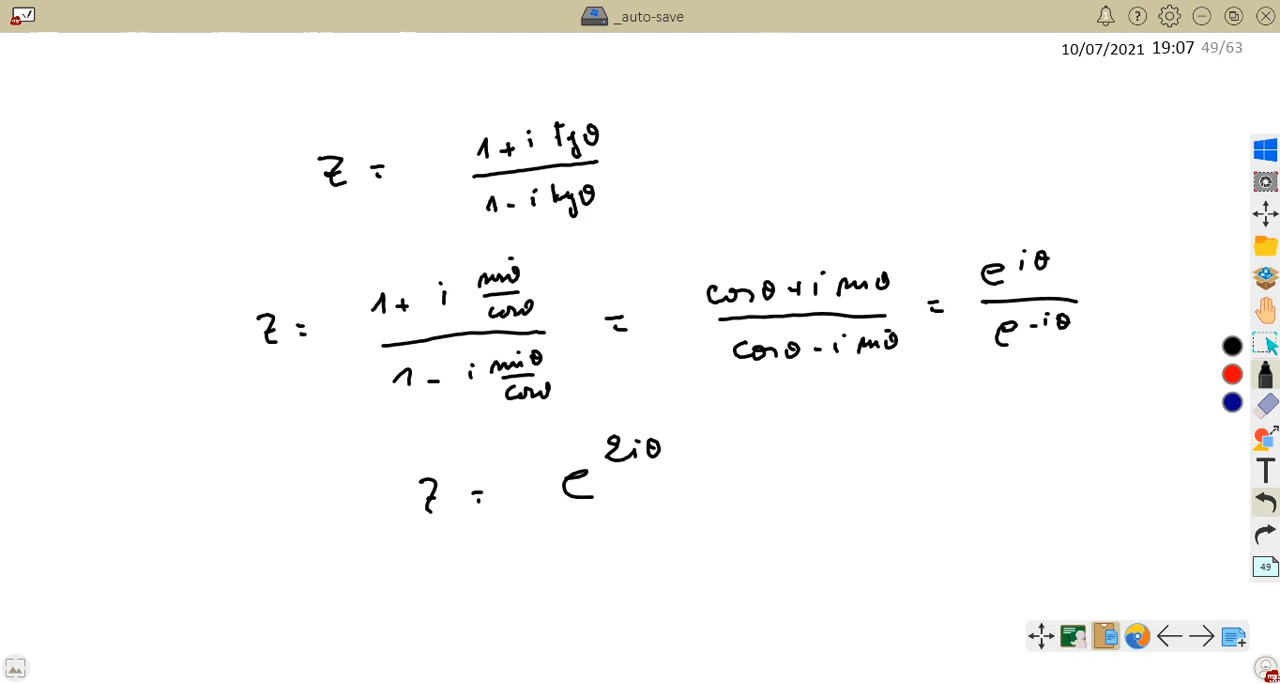 _auto-save
10/07/2021 19:07 49/63
z = (1 + i tgθ) / (1 - i tgθ)
z = (1 + i sinθ/cosθ) / (1 - i sinθ/cosθ) = (cosθ + i sinθ) / (cosθ - i sinθ) = e^{iθ} / e^{-iθ}
z = e^{2iθ}
49